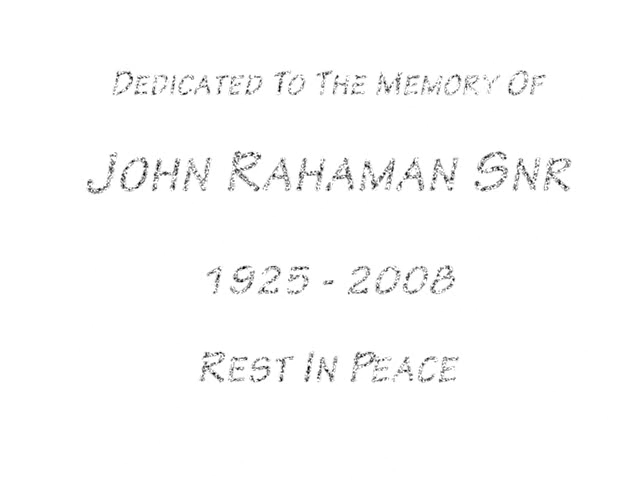 Dedicated To The Memory Of
John Rahaman Snr
1925 - 2008
Rest In Peace